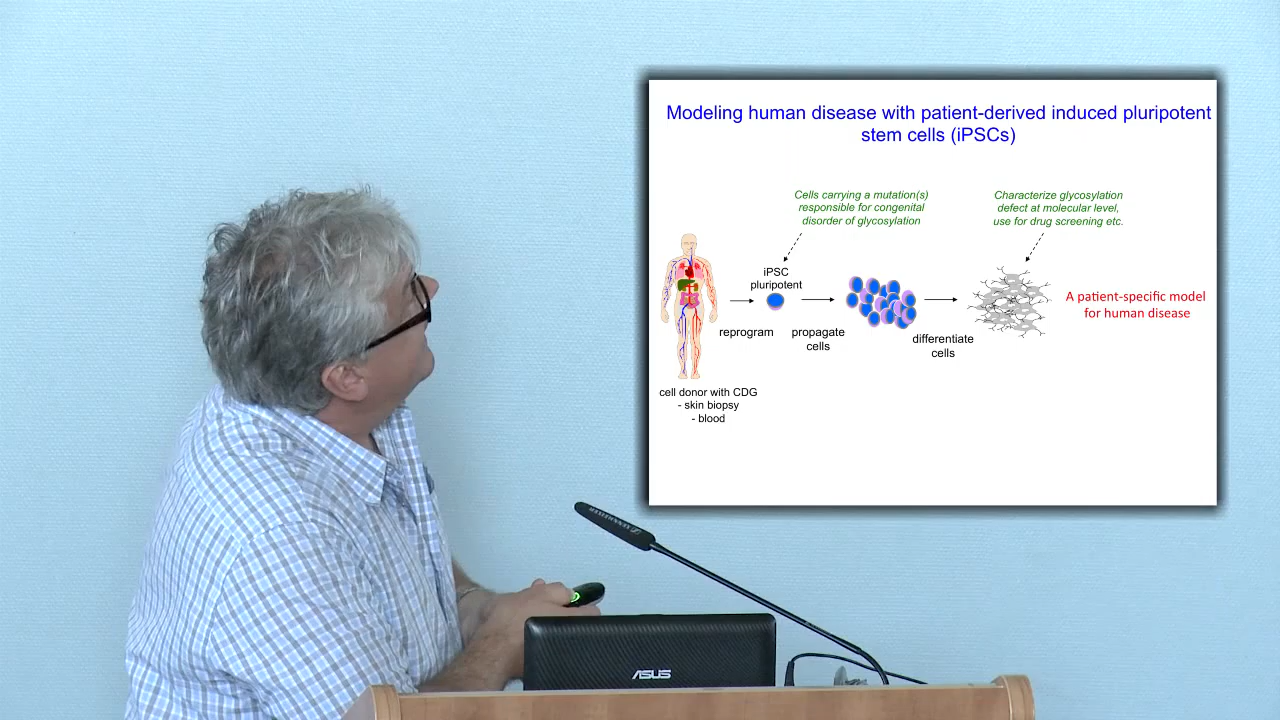 Modeling human disease with patient-derived induced pluripotent
stem cells (iPSCs)
Cells carrying a mutation(s)
responsible for congenital
disorder of glycosylation
Characterize glycosylation
defect at molecular level,
use for drug screening etc.
iPSC
pluripotent
A patient-specific model
for human disease
reprogram
propagate
cells
differentiate
cells
cell donor with CDG
- skin biopsy
- blood
SENNHEISER
ASUS